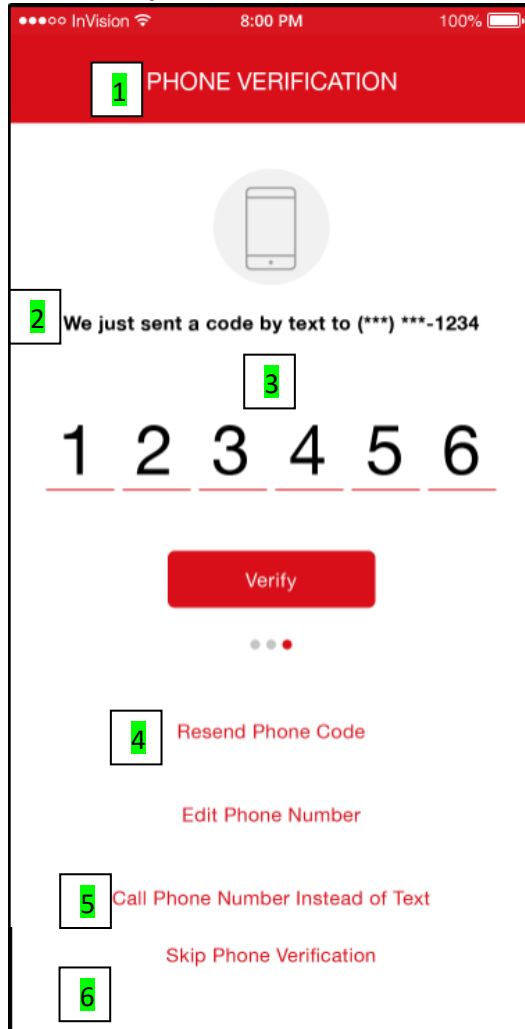 InVision 8:00 PM 100%
1 PHONE VERIFICATION
2 We just sent a code by text to (***) ***-1234
3
1 2 3 4 5 6
Verify
4 Resend Phone Code
Edit Phone Number
5 Call Phone Number Instead of Text
Skip Phone Verification
6